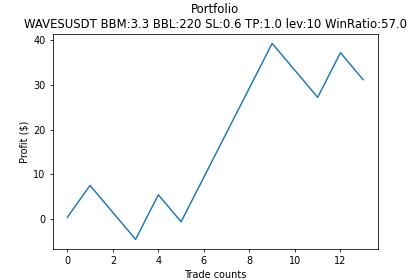 Portfolio
WAVESUSDT BBM:3.3 BBL:220 SL:0.6 TP:1.0 lev:10 WinRatio:57.0
40
30
20
10
0
Profit ($)
0 2 4 6 8 10 12
Trade counts